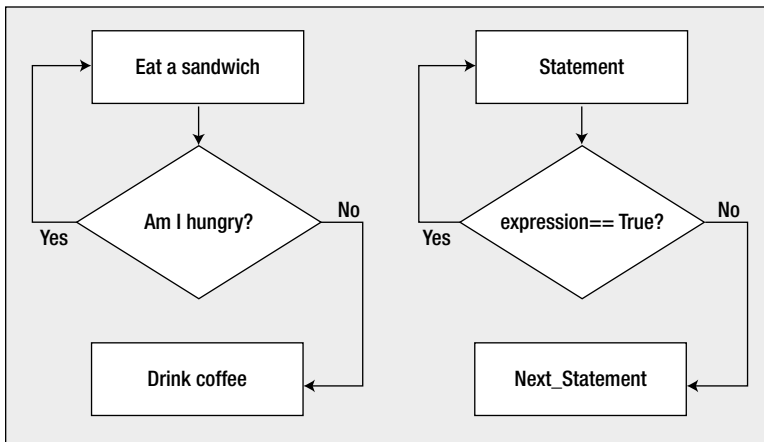 Eat a sandwich
Am I hungry?
Yes
No
Drink coffee
Statement
expression== True?
Yes
No
Next_Statement